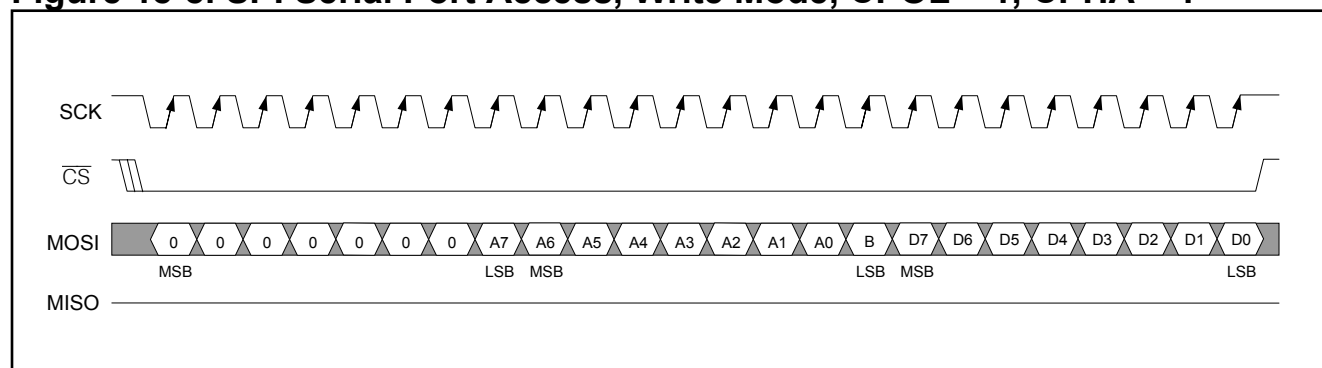 SCK
CS
MOSI 0 0 0 0 0 0 0 A7 A6 A5 A4 A3 A2 A1 A0 B D7 D6 D5 D4 D3 D2 D1 D0
MSB LSB MSB LSB MSB LSB
MISO